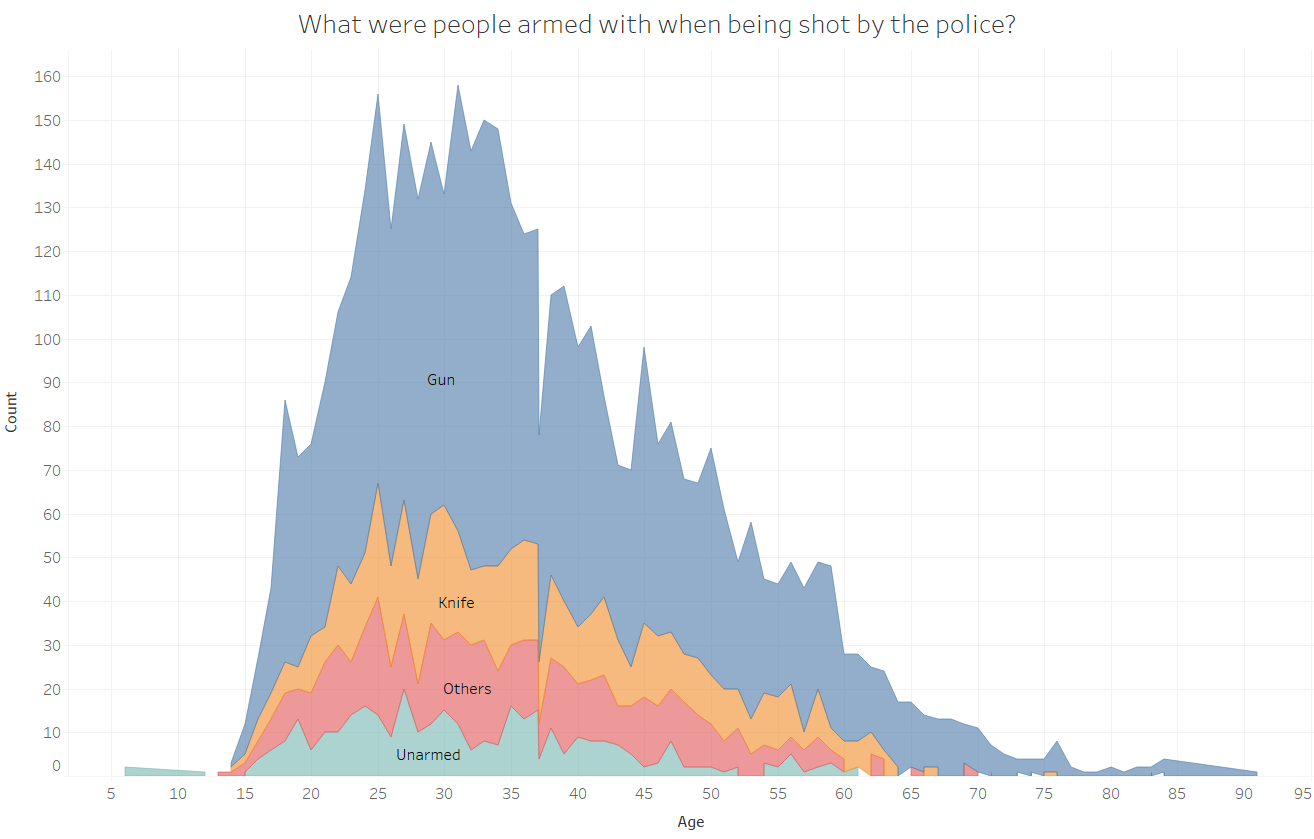 What were people armed with when being shot by the police?
160
150
140
130
120
110
100
90
80
70
60
50
40
30
20
10
0
Count
Gun
Knife
Others
Unarmed
5 10 15 20 25 30 35 40 45 50 55 60 65 70 75 80 85 90 95
Age